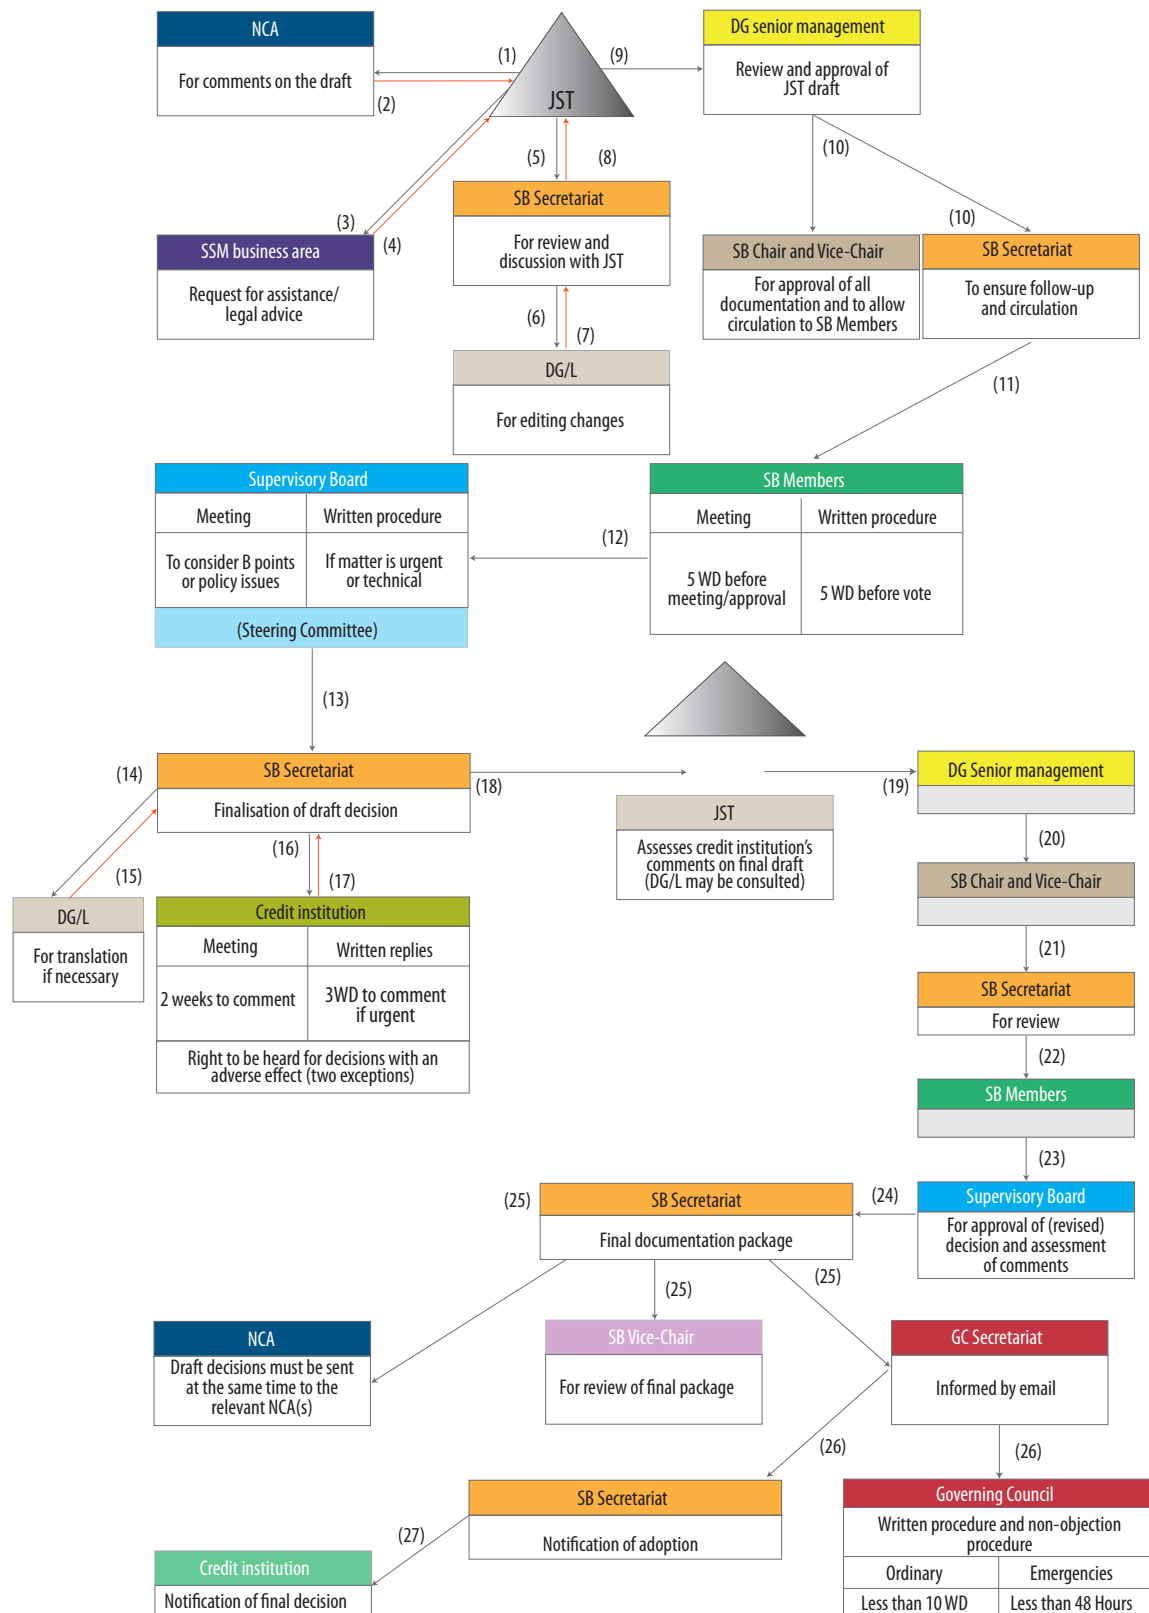 NCA
For comments on the draft
(1)
(2)
JST
(9)
DG senior management
Review and approval of
JST draft
(3)
(4)
SSM business area
Request for assistance/
legal advice
(5)
(8)
SB Secretariat
For review and
discussion with JST
(6)
(7)
DG/L
For editing changes
(10)
(10)
SB Chair and Vice-Chair
For approval of all
documentation and to allow
circulation to SB Members
SB Secretariat
To ensure follow-up
and circulation
(11)
SB Members
Meeting
Written procedure
5 WD before
meeting/approval
5 WD before vote
(12)
Supervisory Board
Meeting
Written procedure
To consider B points
or policy issues
If matter is urgent
or technical
(Steering Committee)
(13)
SB Secretariat
Finalisation of draft decision
(14)
(15)
DG/L
For translation
if necessary
(16)
(17)
Credit institution
Meeting
Written replies
2 weeks to comment
3WD to comment
if urgent
Right to be heard for decisions with an
adverse effect (two exceptions)
(18)
JST
Assesses credit institution's
comments on final draft
(DG/L may be consulted)
(19)
DG Senior management
(20)
SB Chair and Vice-Chair
(21)
SB Secretariat
For review
(22)
SB Members
(23)
Supervisory Board
For approval of (revised)
decision and assessment
of comments
(24)
(25)
SB Secretariat
Final documentation package
(25)
(25)
NCA
Draft decisions must be sent
at the same time to the
relevant NCA(s)
SB Vice-Chair
For review of final package
GC Secretariat
Informed by email
(26)
(26)
SB Secretariat
Notification of adoption
(27)
Credit institution
Notification of final decision
Governing Council
Written procedure and non-objection
procedure
Ordinary
Emergencies
Less than 10 WD
Less than 48 Hours